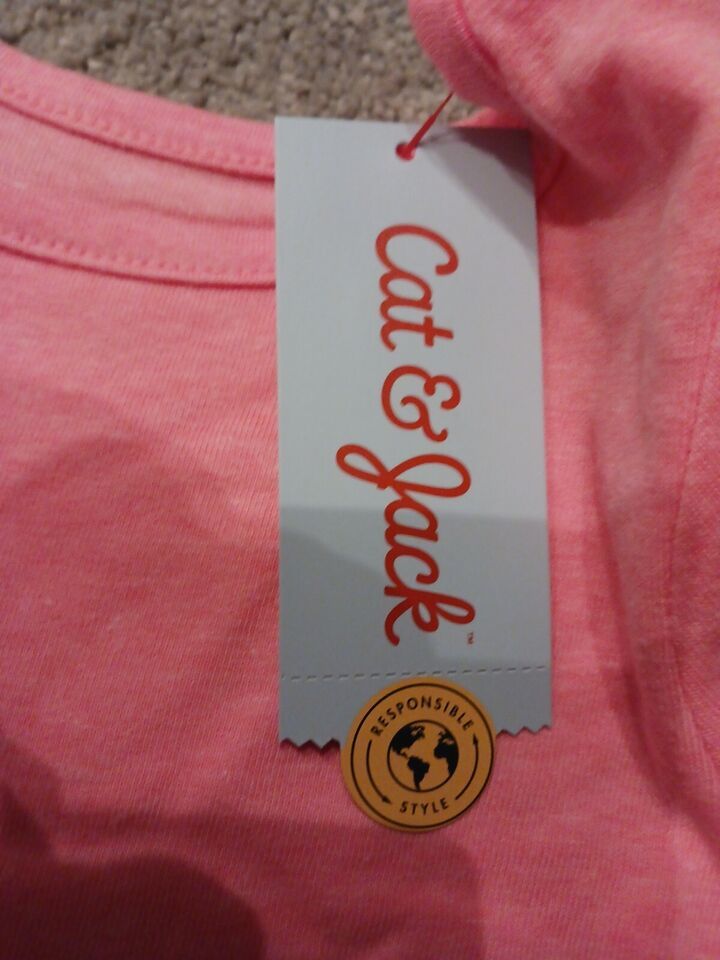 Cat & Jack™
RESPONSIBLE
STYLE